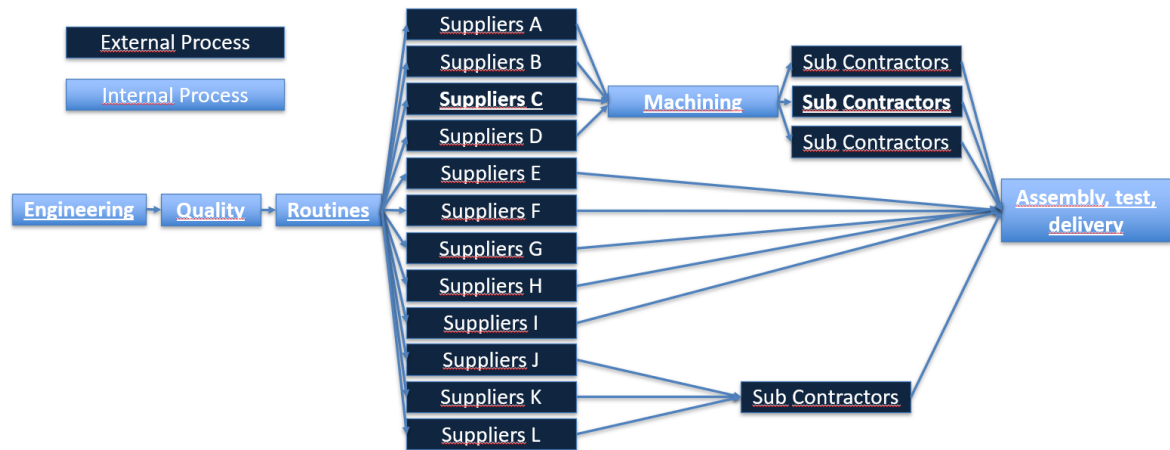 External Process
Internal Process
Engineering
Quality
Routines
Suppliers A
Suppliers B
Suppliers C
Suppliers D
Suppliers E
Suppliers F
Suppliers G
Suppliers H
Suppliers I
Suppliers J
Suppliers K
Suppliers L
Machining
Sub Contractors
Sub Contractors
Sub Contractors
Sub Contractors
Assembly, test,
delivery